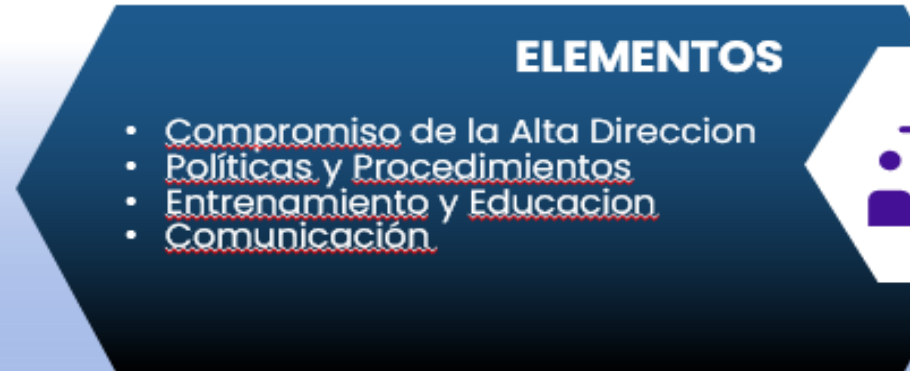 ELEMENTOS
• Compromiso de la Alta Direccion
• Políticas y Procedimientos
• Entrenamiento y Educacion
• Comunicación